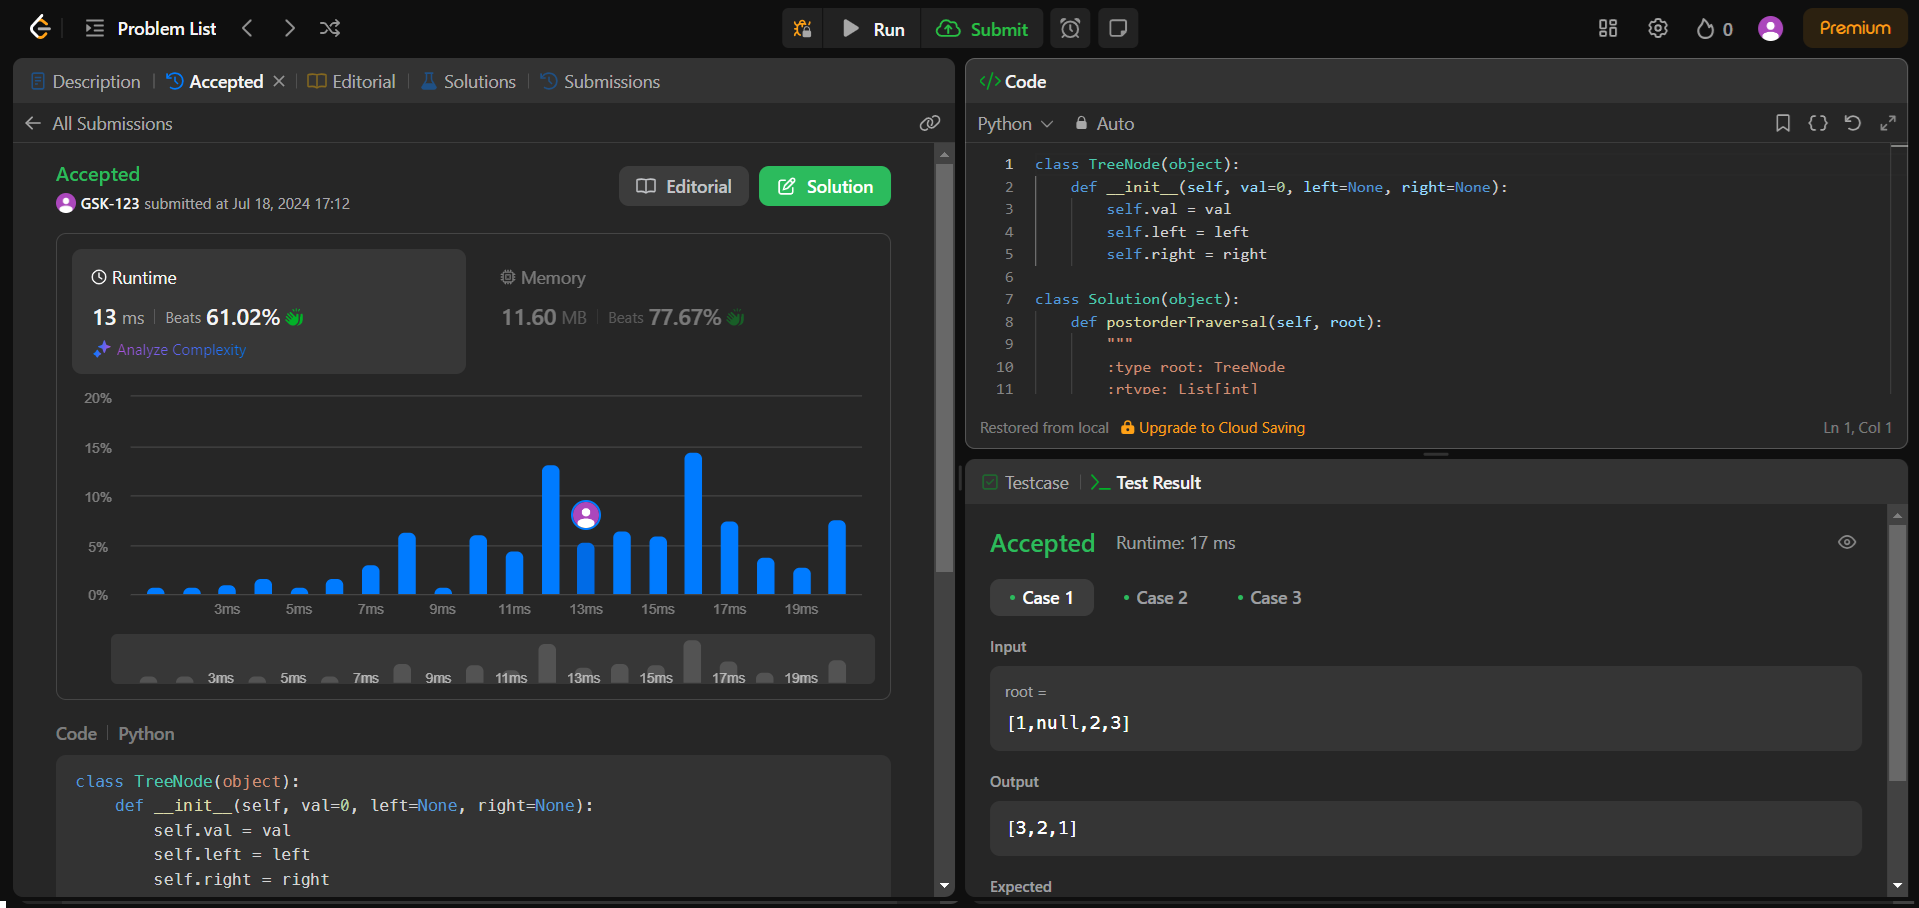 Problem List
Run
Submit
0
Premium
Description
Accepted
Editorial
Solutions
Submissions
All Submissions
Accepted
GSK-123 submitted at Jul 18, 2024 17:12
Editorial
Solution
Runtime
13 ms
Beats 61.02%
Analyze Complexity
Memory
11.60 MB
Beats 77.67%
20%
15%
10%
5%
0%
3ms 5ms 7ms 9ms 11ms 13ms 15ms 17ms 19ms
3ms 5ms 7ms 9ms 11ms 13ms 15ms 17ms 19ms
Code
Python
class TreeNode(object):
    def __init__(self, val=0, left=None, right=None):
        self.val = val
        self.left = left
        self.right = right
Code
Python
Auto
1 class TreeNode(object):
2     def __init__(self, val=0, left=None, right=None):
3         self.val = val
4         self.left = left
5         self.right = right
6
7 class Solution(object):
8     def postorderTraversal(self, root):
9         """
10         :type root: TreeNode
11         :rtype: List[int]
Restored from local
Upgrade to Cloud Saving
Ln 1, Col 1
Testcase
Test Result
Accepted
Runtime: 17 ms
Case 1
Case 2
Case 3
Input
root =
[1,null,2,3]
Output
[3,2,1]
Expected